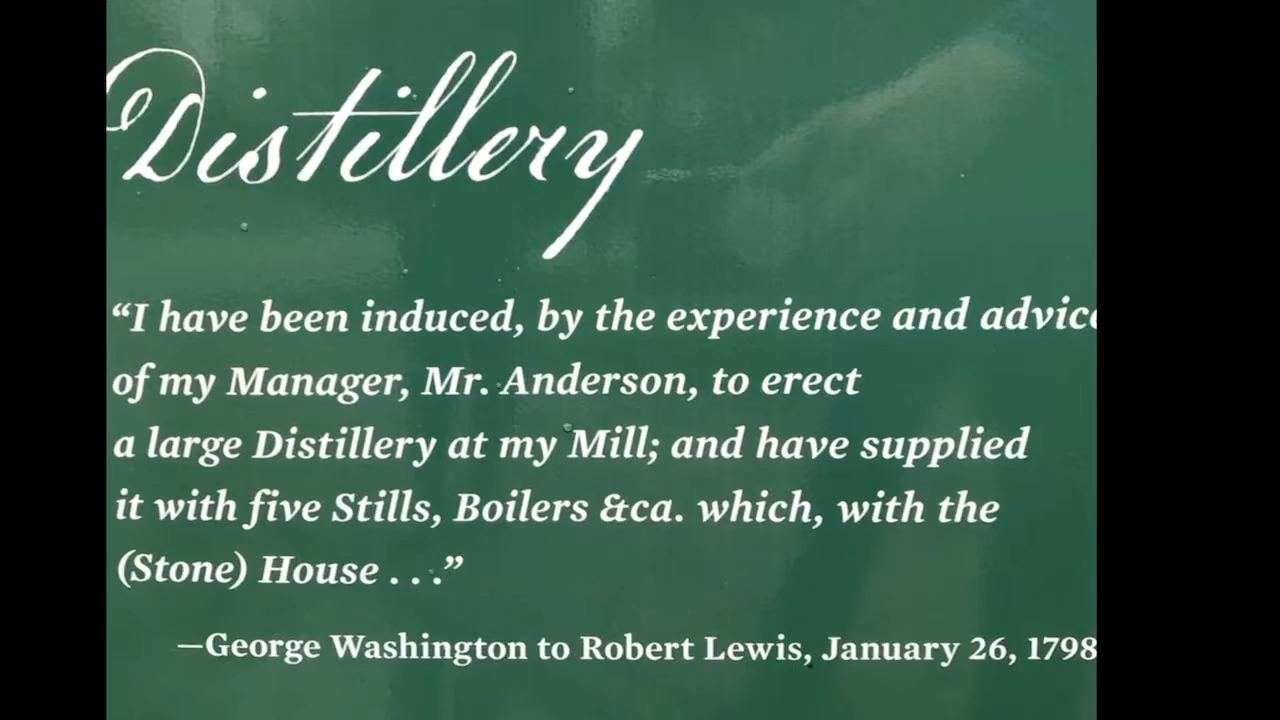 Distillery
“I have been induced, by the experience and advice
of my Manager, Mr. Anderson, to erect
a large Distillery at my Mill; and have supplied
it with five Stills, Boilers &ca. which, with the
(Stone) House . . .”
—George Washington to Robert Lewis, January 26, 1798